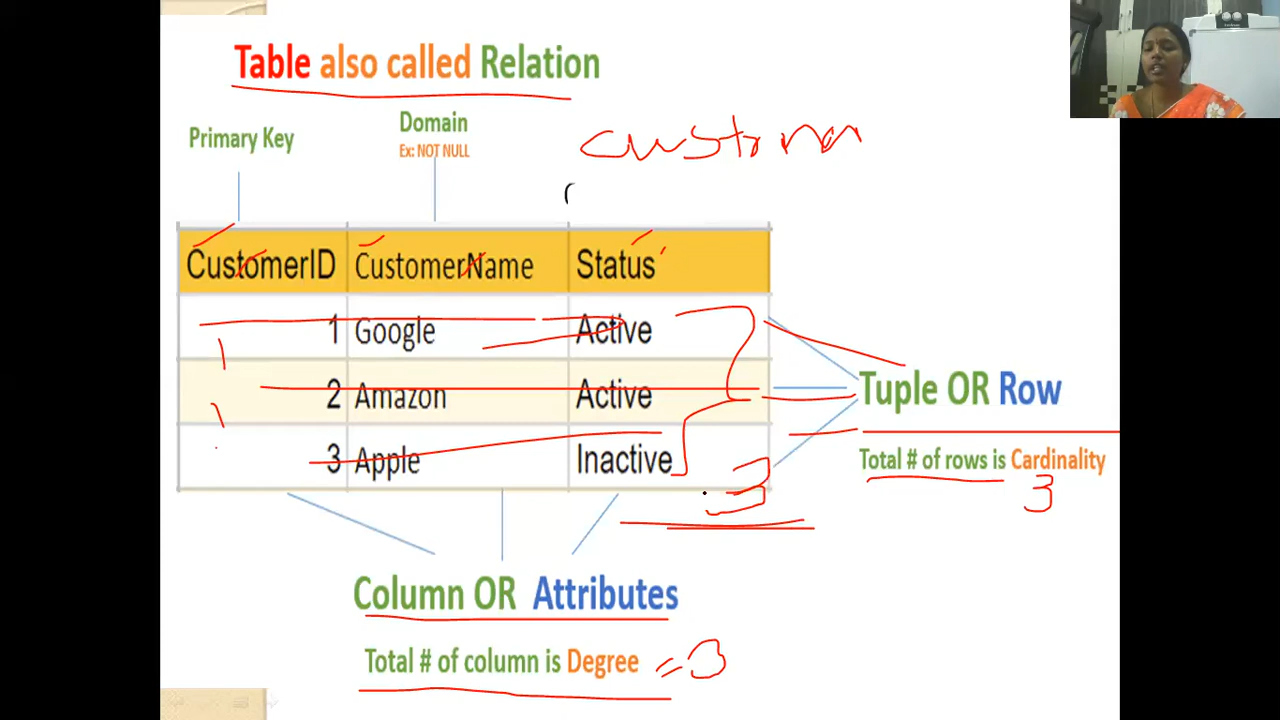 Table also called Relation
Primary Key
Domain
Ex: NOT NULL
CustomerID CustomerName Status
1 Google Active
2 Amazon Active
3 Apple Inactive
3
Tuple OR Row
Total # of rows is Cardinality
3
Column OR Attributes
Total # of column is Degree = 3